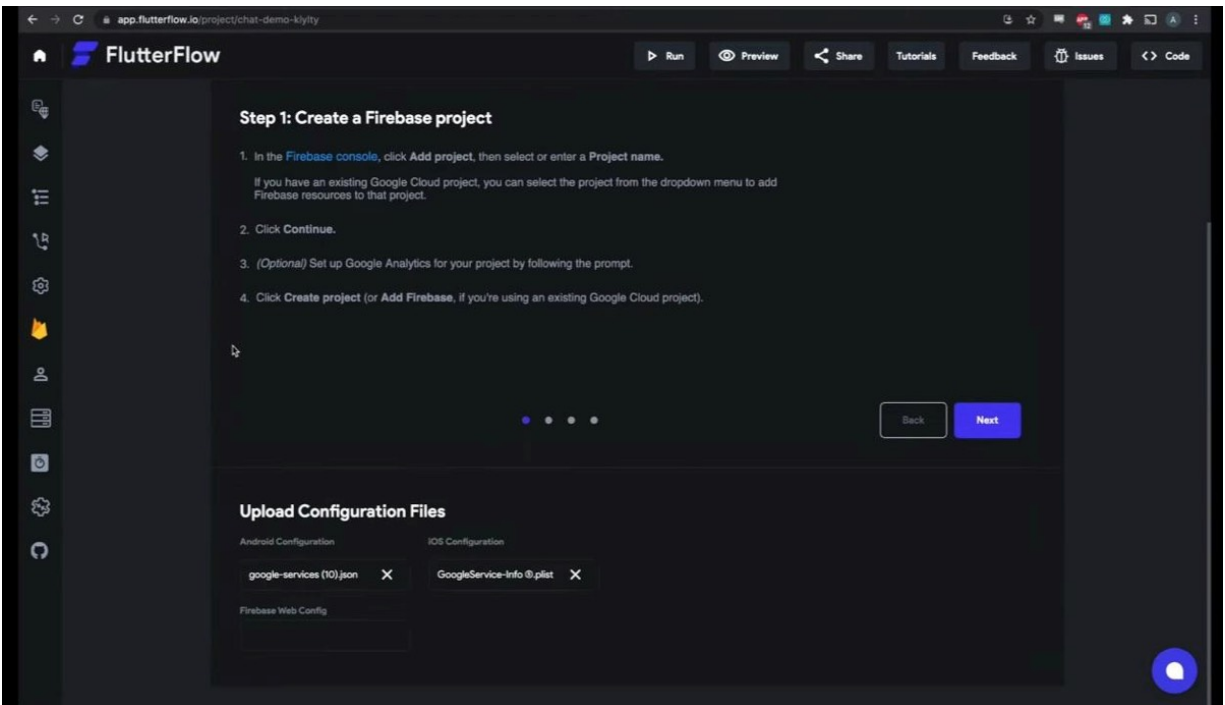 app.flutterflow.io/project/chat-demo-klylty
FlutterFlow
Run
Preview
Share
Tutorials
Feedback
Issues
Code
Step 1: Create a Firebase project
1. In the Firebase console, click Add project, then select or enter a Project name.
If you have an existing Google Cloud project, you can select the project from the dropdown menu to add
Firebase resources to that project.
2. Click Continue.
3. (Optional) Set up Google Analytics for your project by following the prompt.
4. Click Create project (or Add Firebase, if you're using an existing Google Cloud project).
Back
Next
Upload Configuration Files
Android Configuration
IOS Configuration
google-services (10).json
GoogleService-Info ®.plist
Firebase Web Config